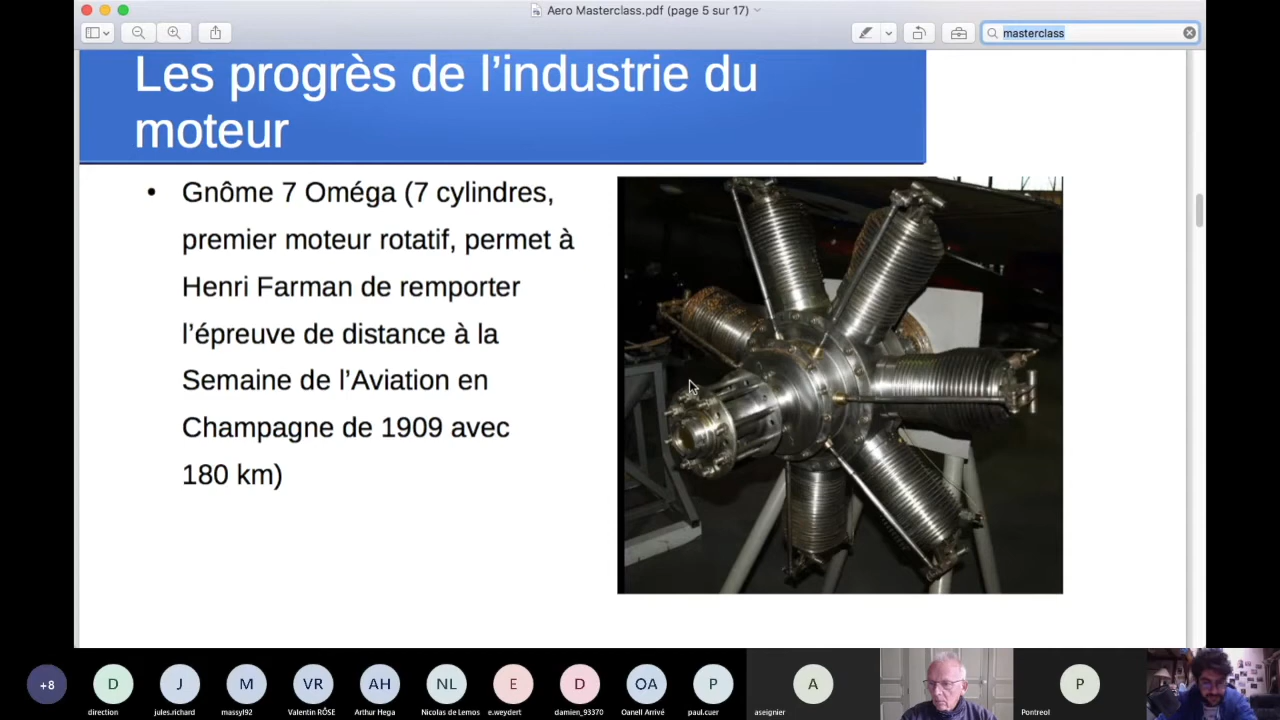 Aero Masterclass.pdf (page 5 sur 17)
masterclass
Les progrès de l’industrie du
moteur
• Gnôme 7 Oméga (7 cylindres,
premier moteur rotatif, permet à
Henri Farman de remporter
l’épreuve de distance à la
Semaine de l’Aviation en
Champagne de 1909 avec
180 km)
+8 D J M VR AH NL E D OA P A P
direction jules.richard massyl92 Valentin RÔSE Arthur Hega Nicolas de Lemos e.weydert damien_93370 Oanell Arrivé paul.cuer aseignier Pontreol